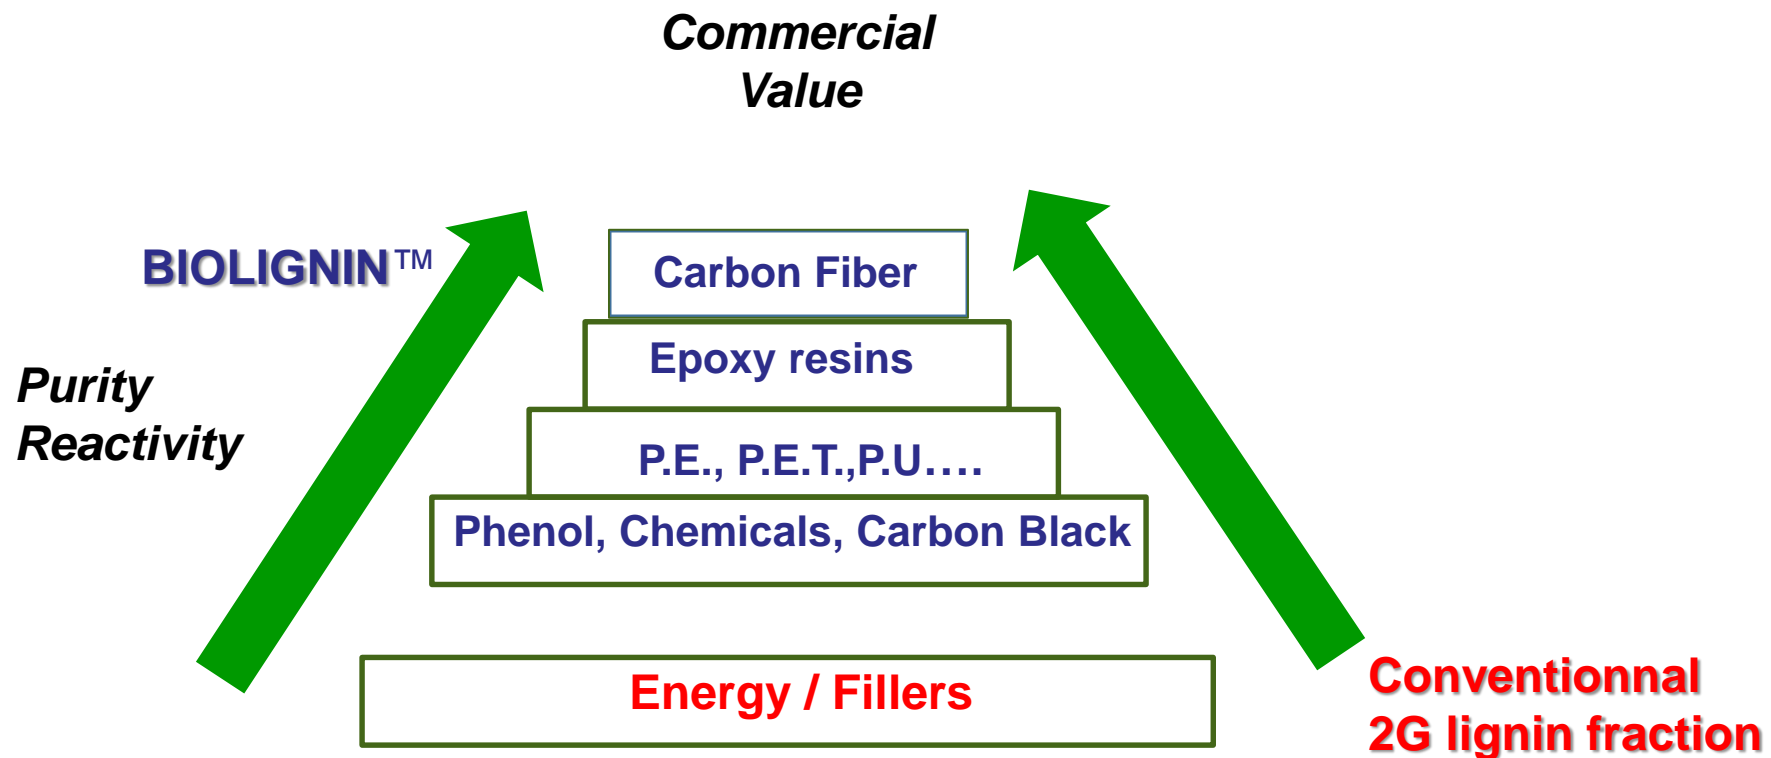 Commercial
Value
BIOLIGNIN™
Carbon Fiber
Epoxy resins
Purity
Reactivity
P.E., P.E.T.,P.U....
Phenol, Chemicals, Carbon Black
Energy / Fillers
Conventionnal
2G lignin fraction